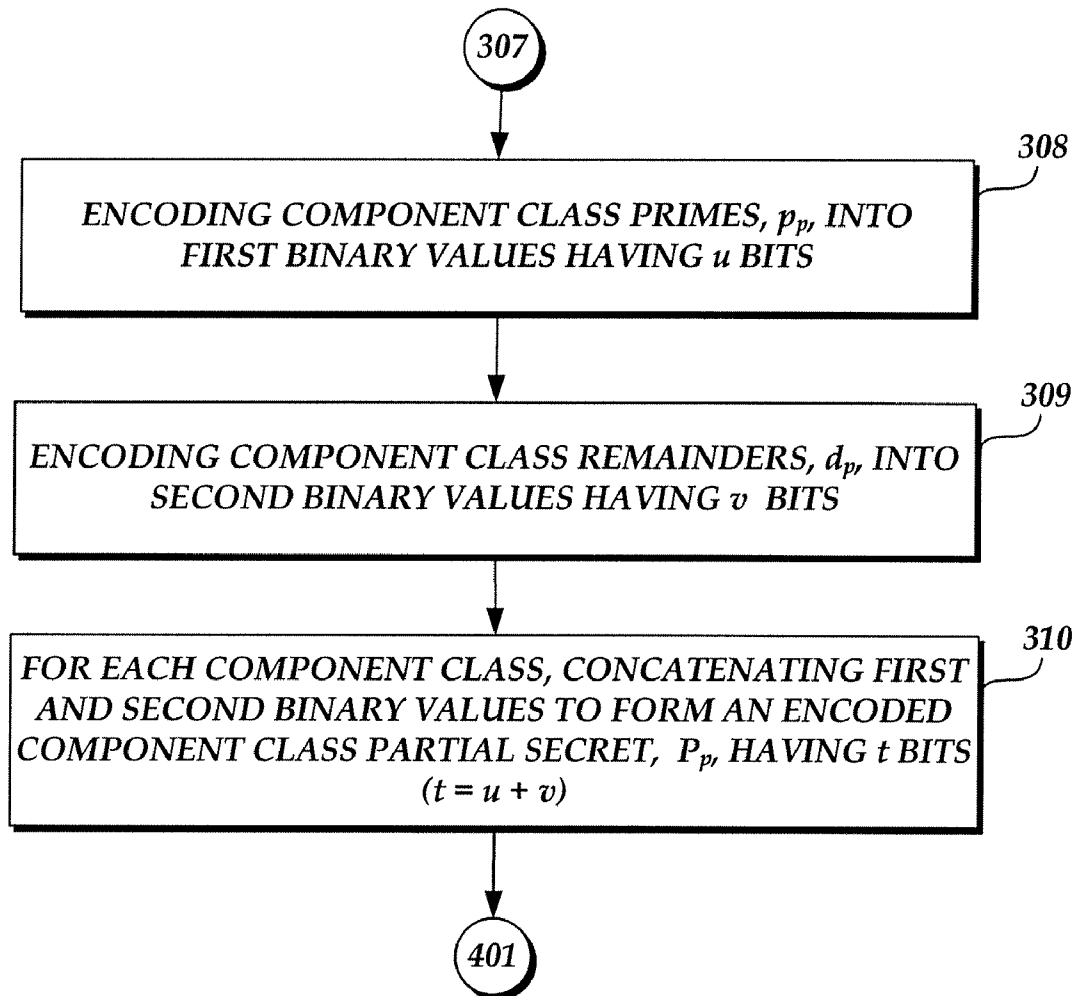 307
308
ENCODING COMPONENT CLASS PRIMES, pₚ, INTO
FIRST BINARY VALUES HAVING u BITS
309
ENCODING COMPONENT CLASS REMAINDERS, dₚ, INTO
SECOND BINARY VALUES HAVING v BITS
310
FOR EACH COMPONENT CLASS, CONCATENATING FIRST
AND SECOND BINARY VALUES TO FORM AN ENCODED
COMPONENT CLASS PARTIAL SECRET, Pₚ, HAVING t BITS
(t = u + v)
401